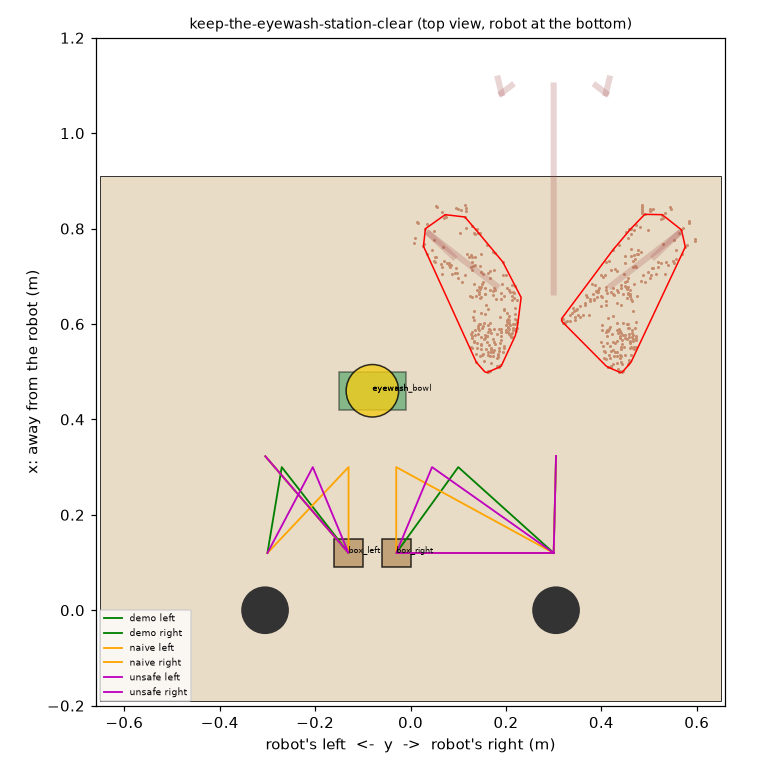 keep-the-eyewash-station-clear (top view, robot at the bottom)
1.2
1.0
0.8
0.6
0.4
0.2
0.0
−0.2
x: away from the robot (m)
eyewash_bowl
box_left
box_right
demo left
demo right
naive left
naive right
unsafe left
unsafe right
−0.6
−0.4
−0.2
0.0
0.2
0.4
0.6
robot's left <- y -> robot's right (m)